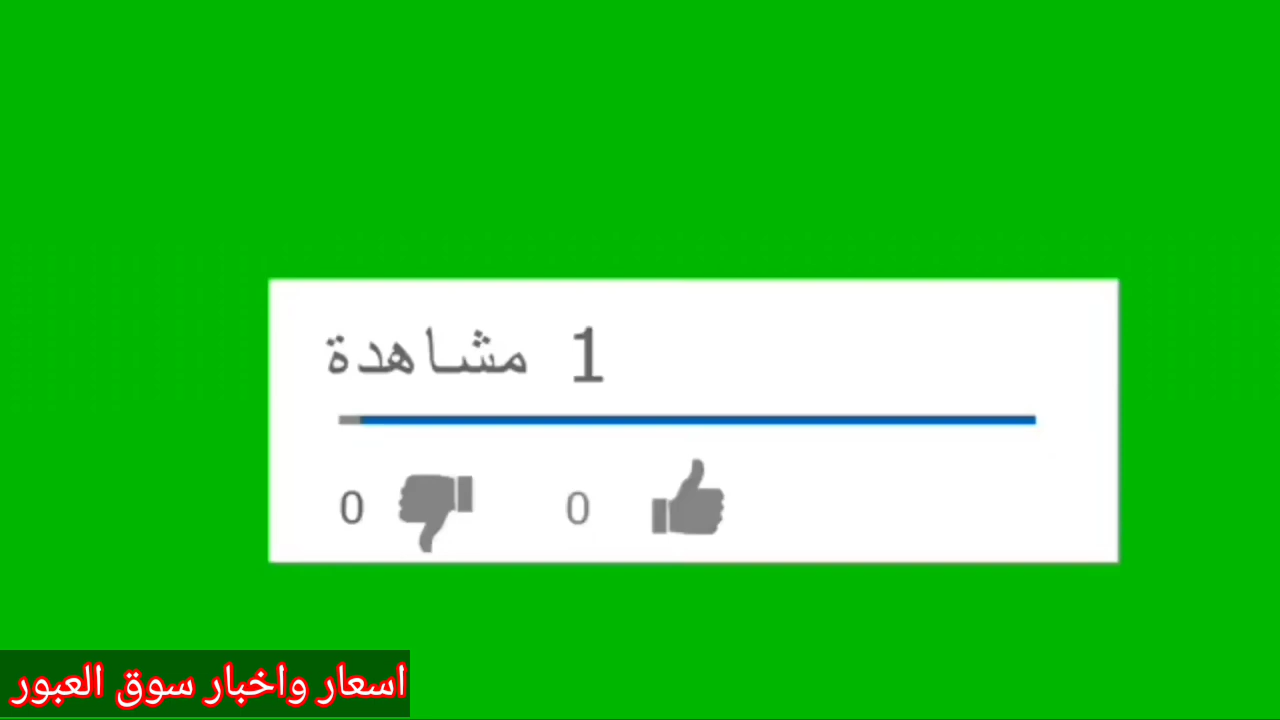 1 مشاهدة
0 0
اسعار واخبار سوق العبور